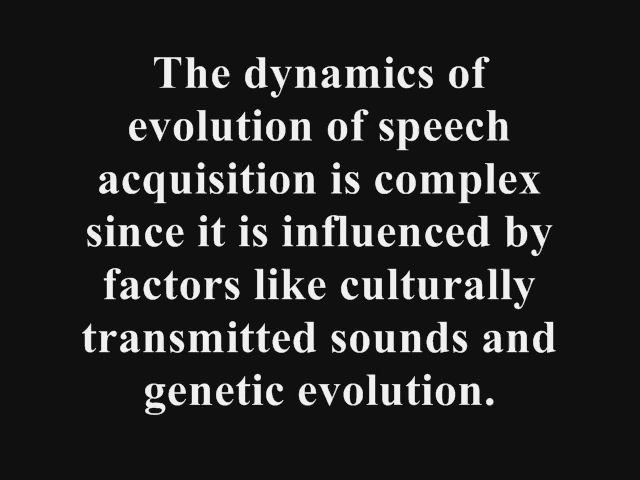 The dynamics of
evolution of speech
acquisition is complex
since it is influenced by
factors like culturally
transmitted sounds and
genetic evolution.